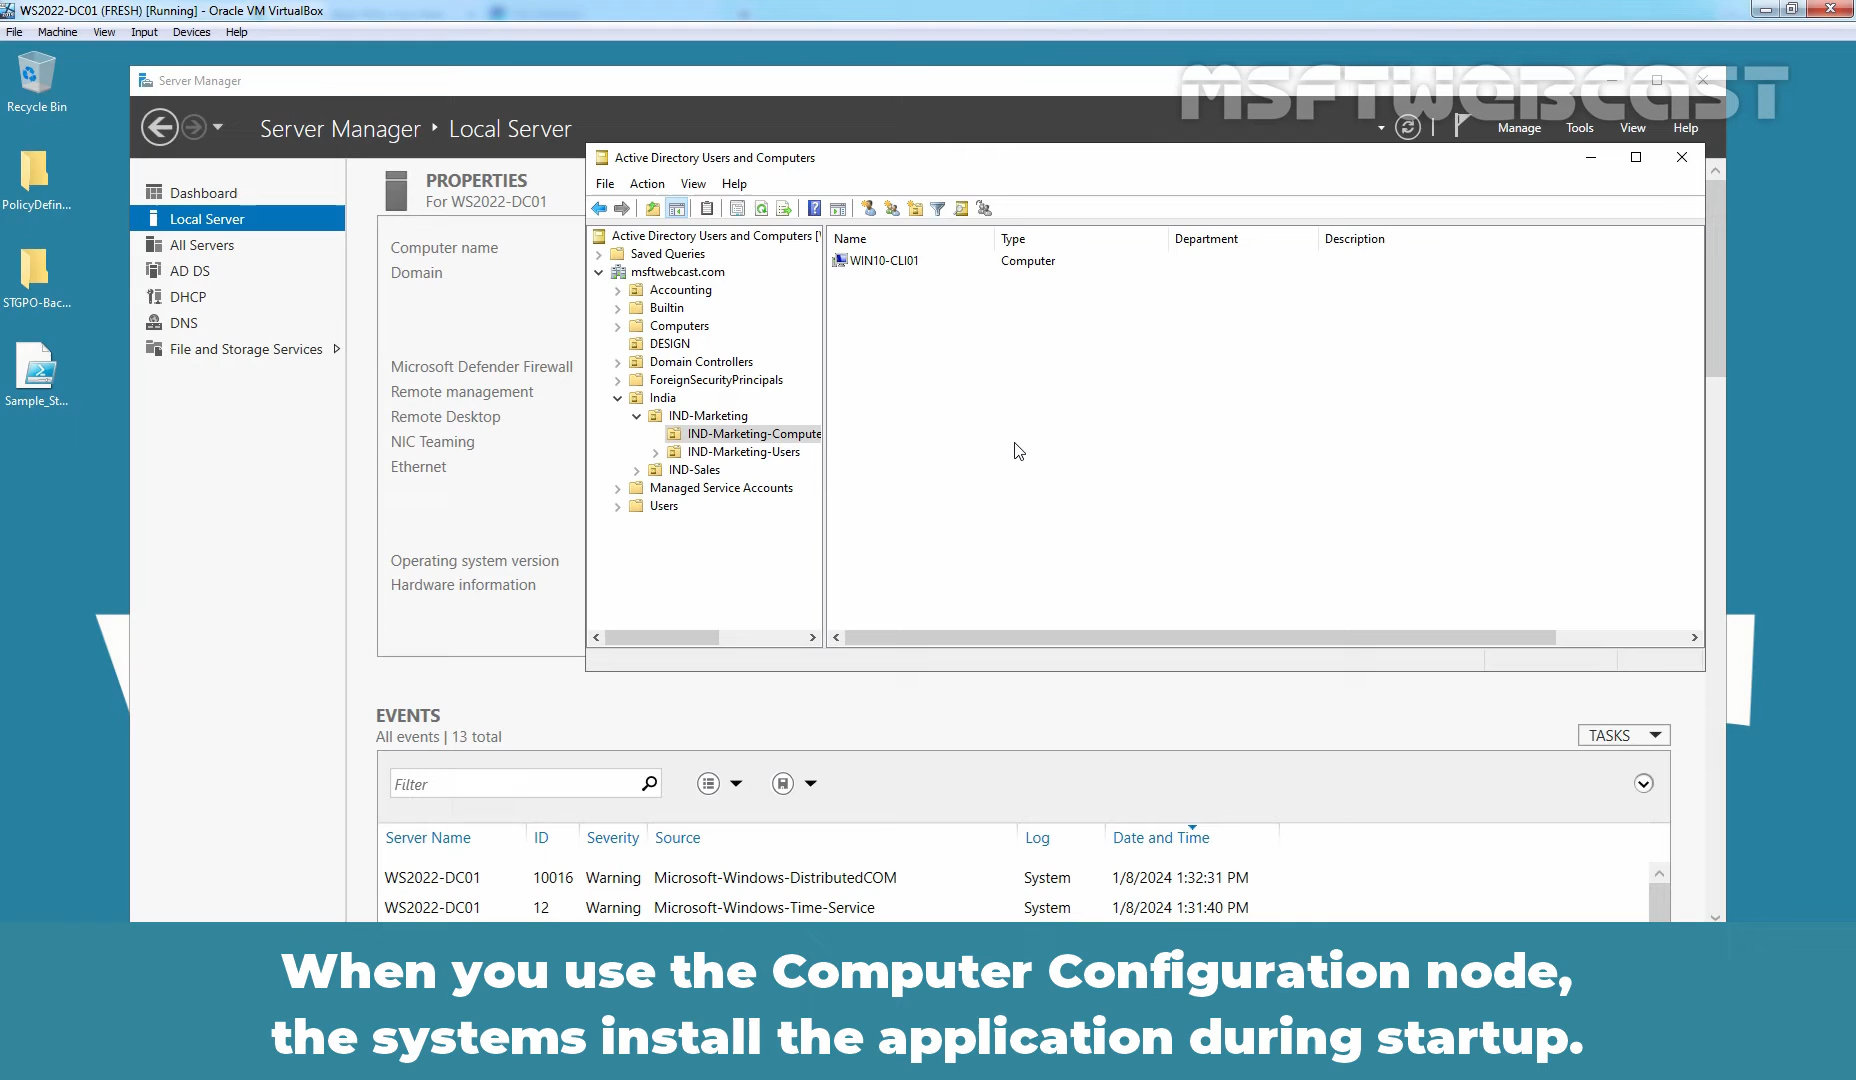 WS2022-DC01 (FRESH) [Running] - Oracle VM VirtualBox
File Machine View Input Devices Help
Recycle Bin
PolicyDefin...
STGPO-Bac...
Sample_St...
Server Manager
MSFTWEBCAST
Server Manager Local Server
Manage Tools View Help
Dashboard
Local Server
All Servers
AD DS
DHCP
DNS
File and Storage Services
PROPERTIES
For WS2022-DC01
Computer name
Domain
Microsoft Defender Firewall
Remote management
Remote Desktop
NIC Teaming
Ethernet
Operating system version
Hardware information
Active Directory Users and Computers
File Action View Help
Active Directory Users and Computers [
Saved Queries
msftwebcast.com
Accounting
Builtin
Computers
DESIGN
Domain Controllers
ForeignSecurityPrincipals
India
IND-Marketing
IND-Marketing-Compute
IND-Marketing-Users
IND-Sales
Managed Service Accounts
Users
Name Type Department Description
WIN10-CLI01 Computer
EVENTS
All events | 13 total
TASKS
Filter
Server Name ID Severity Source Log Date and Time
WS2022-DC01 10016 Warning Microsoft-Windows-DistributedCOM System 1/8/2024 1:32:31 PM
WS2022-DC01 12 Warning Microsoft-Windows-Time-Service System 1/8/2024 1:31:40 PM
When you use the Computer Configuration node,
the systems install the application during startup.